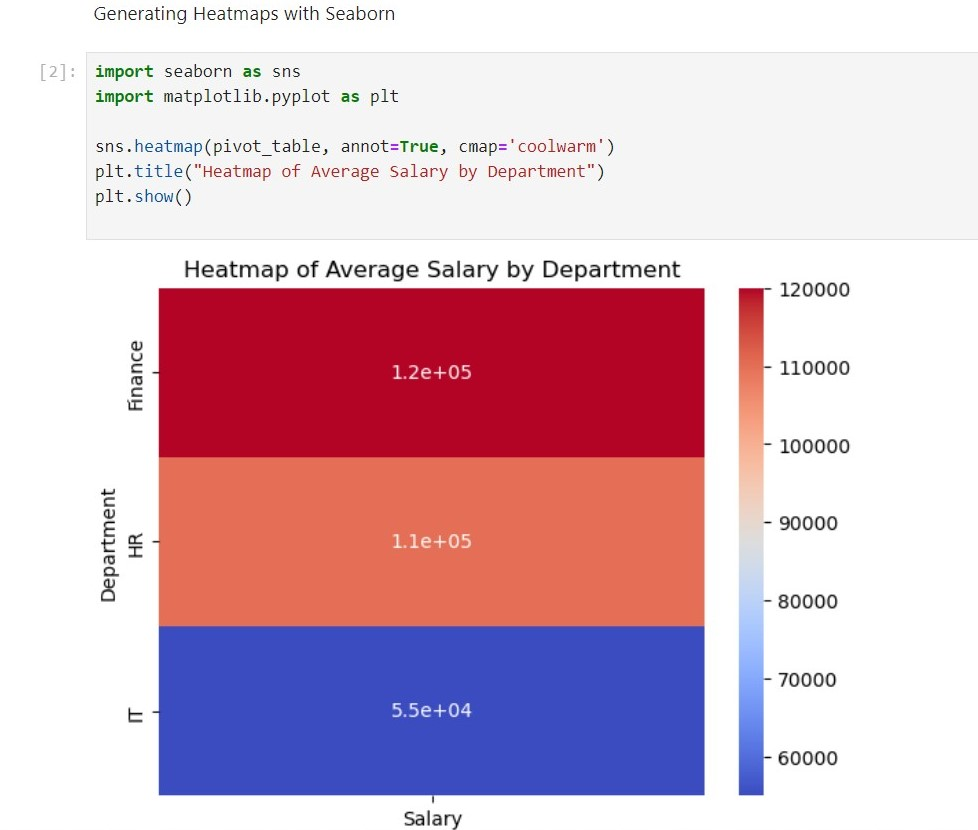 Generating Heatmaps with Seaborn
[2]:
import seaborn as sns
import matplotlib.pyplot as plt
sns.heatmap(pivot_table, annot=True, cmap='coolwarm')
plt.title("Heatmap of Average Salary by Department")
plt.show()
Heatmap of Average Salary by Department
Department
Finance
HR
IT
1.2e+05
1.1e+05
5.5e+04
Salary
120000
110000
100000
90000
80000
70000
60000